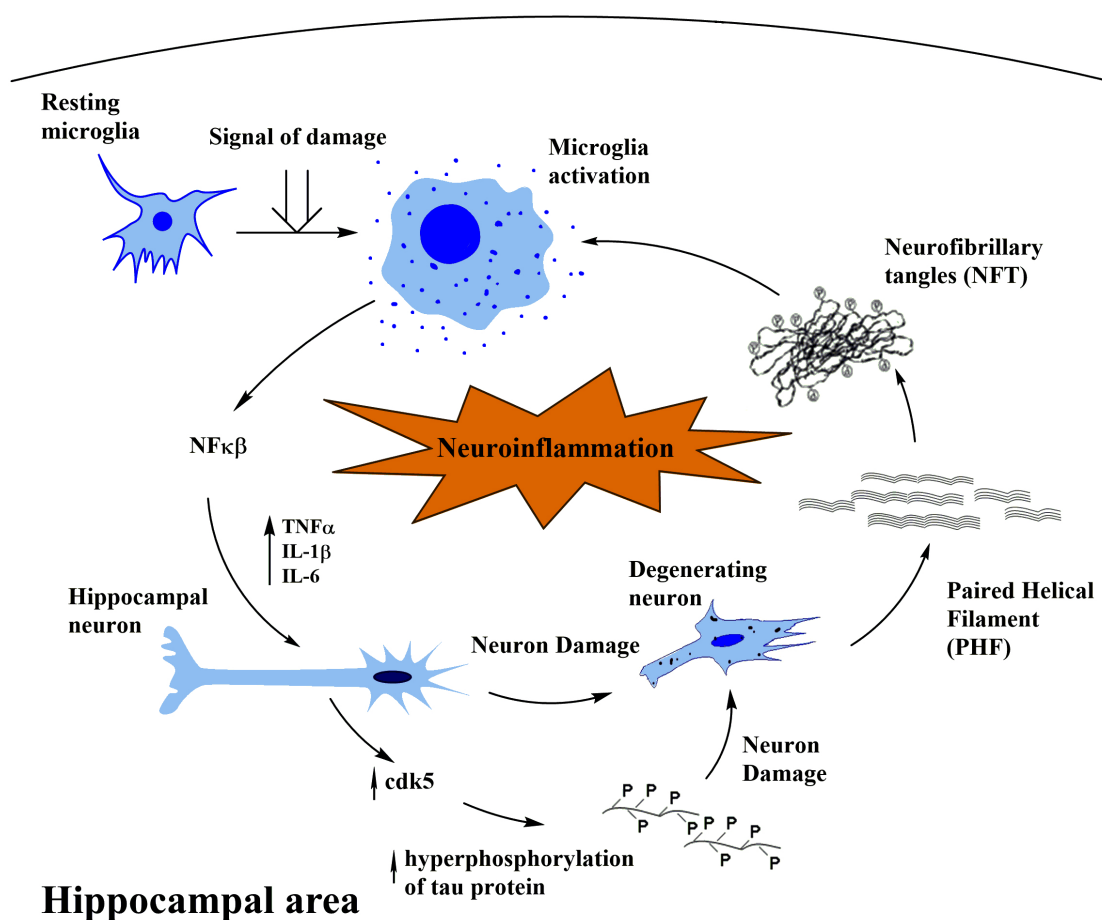 Resting
microglia
Signal of damage
Microglia
activation
Neurofibrillary
tangles (NFT)
P P P P P P P P
NFκβ
Neuroinflammation
TNFα
IL-1β
IL-6
Hippocampal
neuron
Neuron Damage
Degenerating
neuron
Paired Helical
Filament
(PHF)
cdk5
Neuron
Damage
P P P P P
P P P P P P
hyperphosphorylation
of tau protein
Hippocampal area